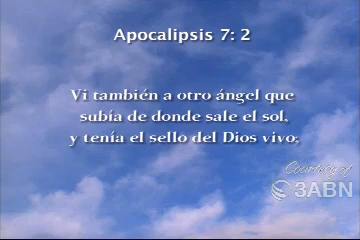 Apocalipsis 7: 2
Vi también a otro ángel que
subía de donde sale el sol,
y tenía el sello del Dios vivo;
Courtesy of
3ABN